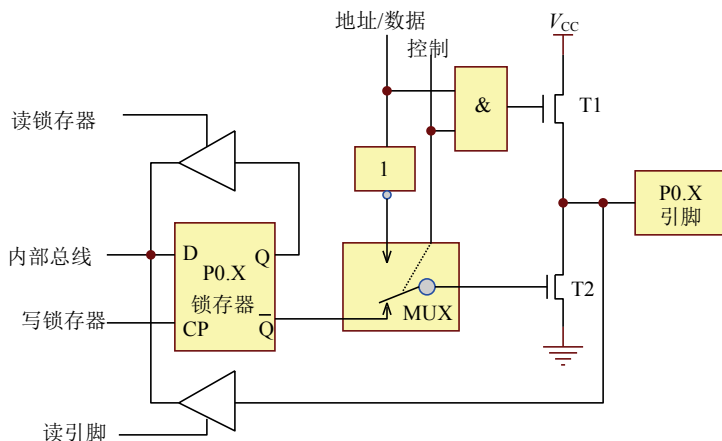 地址/数据
控制
VCC
&
T1
读锁存器
1
P0.X
引脚
D
Q
P0.X
内部总线
锁存器
T2
写锁存器
CP
Q̅
MUX
读引脚